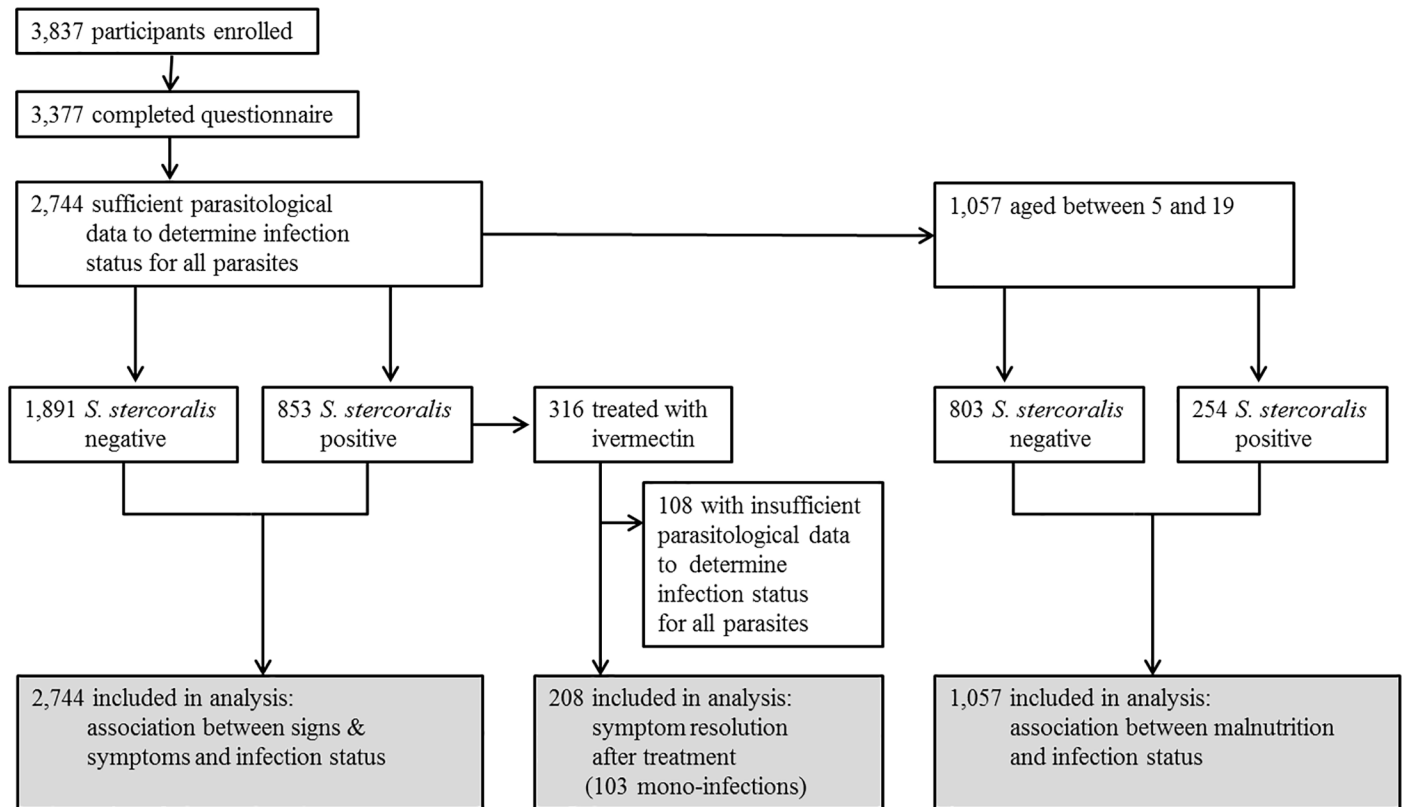 3,837 participants enrolled
3,377 completed questionnaire
2,744 sufficient parasitological
data to determine infection
status for all parasites
1,057 aged between 5 and 19
1,891 S. stercoralis
negative
853 S. stercoralis
positive
316 treated with
ivermectin
803 S. stercoralis
negative
254 S. stercoralis
positive
108 with insufficient
parasitological data
to determine
infection status
for all parasites
2,744 included in analysis:
association between signs &
symptoms and infection status
208 included in analysis:
symptom resolution
after treatment
(103 mono-infections)
1,057 included in analysis:
association between malnutrition
and infection status